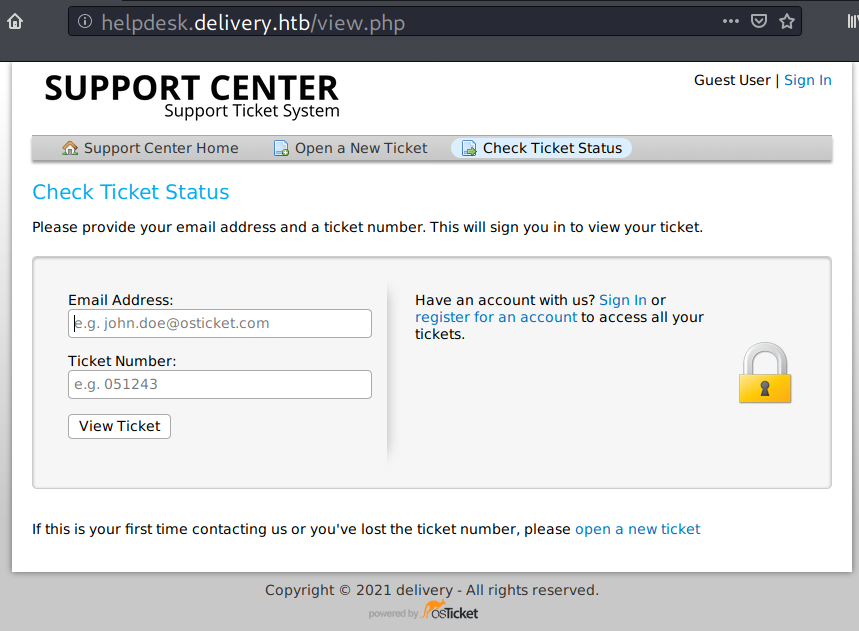 helpdesk.delivery.htb/view.php
SUPPORT CENTER
Support Ticket System
Guest User | Sign In
Support Center Home
Open a New Ticket
Check Ticket Status
Check Ticket Status
Please provide your email address and a ticket number. This will sign you in to view your ticket.
Email Address:
e.g. john.doe@osticket.com
Ticket Number:
e.g. 051243
View Ticket
Have an account with us? Sign In or
register for an account to access all your
tickets.
If this is your first time contacting us or you've lost the ticket number, please open a new ticket
Copyright © 2021 delivery - All rights reserved.
powered by osTicket